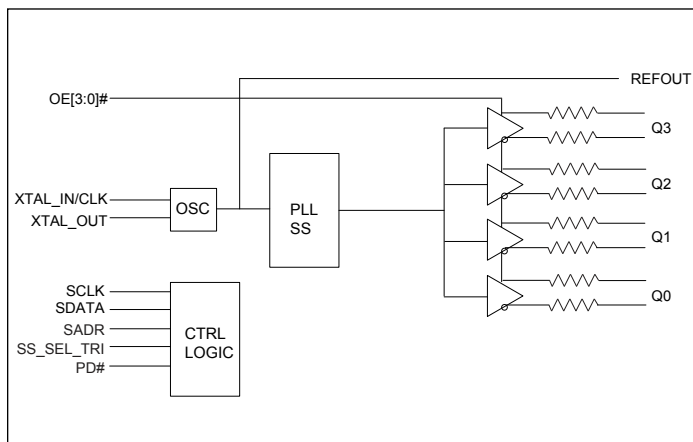 REFOUT
OE[3:0]#
Q3
Q2
XTAL_IN/CLK
XTAL_OUT
OSC
PLL
SS
Q1
Q0
SCLK
SDATA
SADR
SS_SEL_TRI
PD#
CTRL
LOGIC